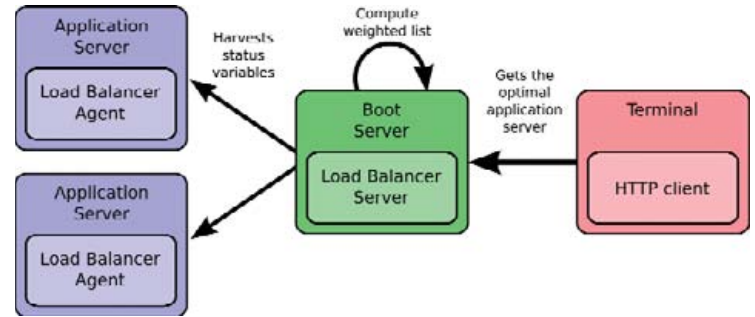 Application
Server
Load Balancer
Agent
Harvests
status
variables
Compute
weighted list
Boot
Server
Load Balancer
Server
Gets the
optimal
application
server
Terminal
HTTP client
Application
Server
Load Balancer
Agent